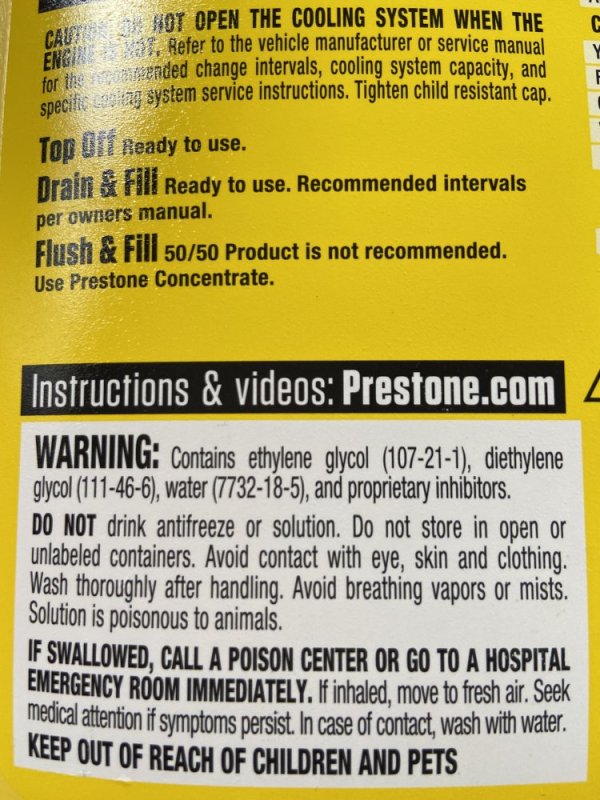 CAUTION: DO NOT OPEN THE COOLING SYSTEM WHEN THE
ENGINE IS HOT. Refer to the vehicle manufacturer or service manual
for the recommended change intervals, cooling system capacity, and
specific cooling system service instructions. Tighten child resistant cap.
Top Off Ready to use.
Drain & Fill Ready to use. Recommended intervals
per owners manual.
Flush & Fill 50/50 Product is not recommended.
Use Prestone Concentrate.
Instructions & videos: Prestone.com
WARNING: Contains ethylene glycol (107-21-1), diethylene
glycol (111-46-6), water (7732-18-5), and proprietary inhibitors.
DO NOT drink antifreeze or solution. Do not store in open or
unlabeled containers. Avoid contact with eye, skin and clothing.
Wash thoroughly after handling. Avoid breathing vapors or mists.
Solution is poisonous to animals.
IF SWALLOWED, CALL A POISON CENTER OR GO TO A HOSPITAL
EMERGENCY ROOM IMMEDIATELY. If inhaled, move to fresh air. Seek
medical attention if symptoms persist. In case of contact, wash with water.
KEEP OUT OF REACH OF CHILDREN AND PETS